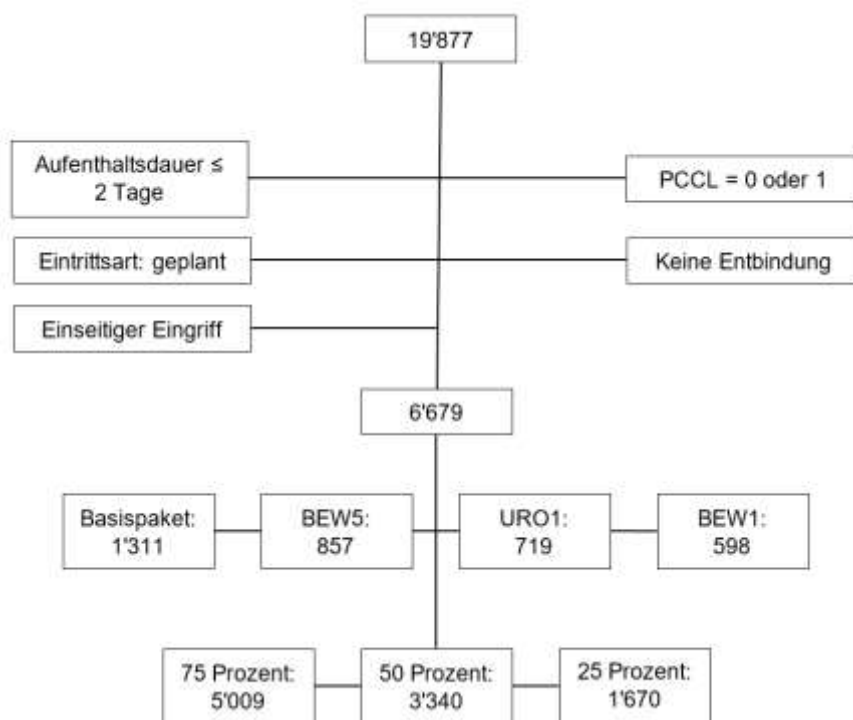 19'877
Aufenthaltsdauer ≤
2 Tage
PCCL = 0 oder 1
Eintrittsart: geplant
Keine Entbindung
Einseitiger Eingriff
6'679
Basispaket:
1'311
BEW5:
857
URO1:
719
BEW1:
598
75 Prozent:
5'009
50 Prozent:
3'340
25 Prozent:
1'670